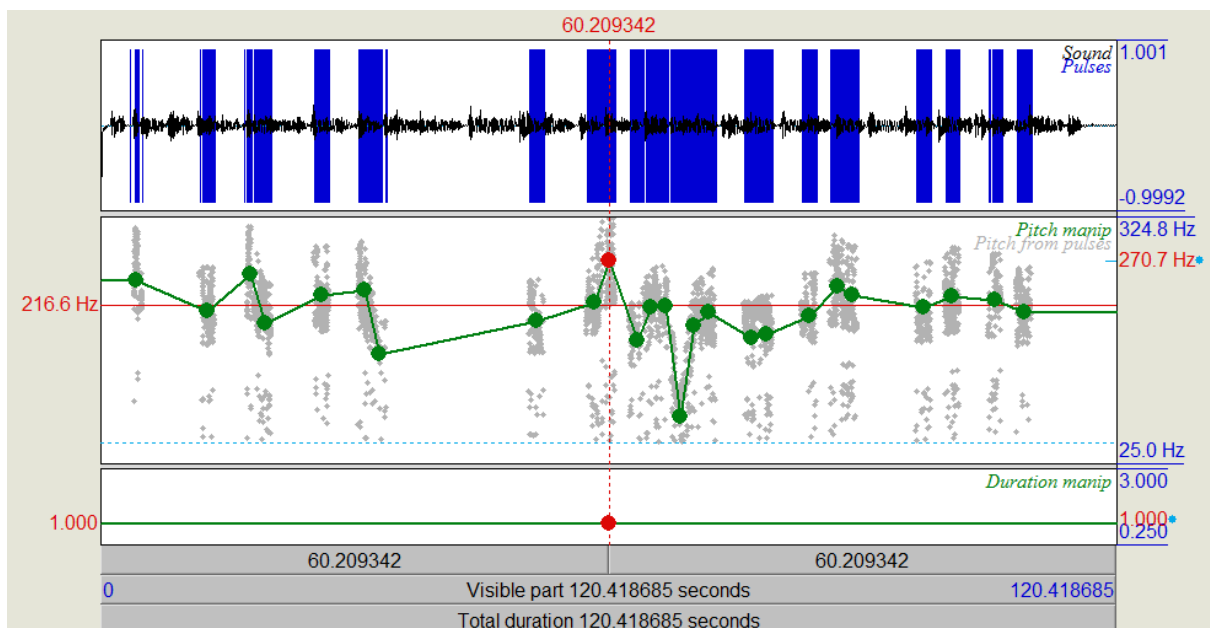 60.209342
Sound 1.001
Pulses
-0.9992
Pitch manip 324.8 Hz
Pitch from pulses
270.7 Hz
216.6 Hz
25.0 Hz
Duration manip 3.000
1.000 1.000
0.250
60.209342 60.209342
0 Visible part 120.418685 seconds 120.418685
Total duration 120.418685 seconds